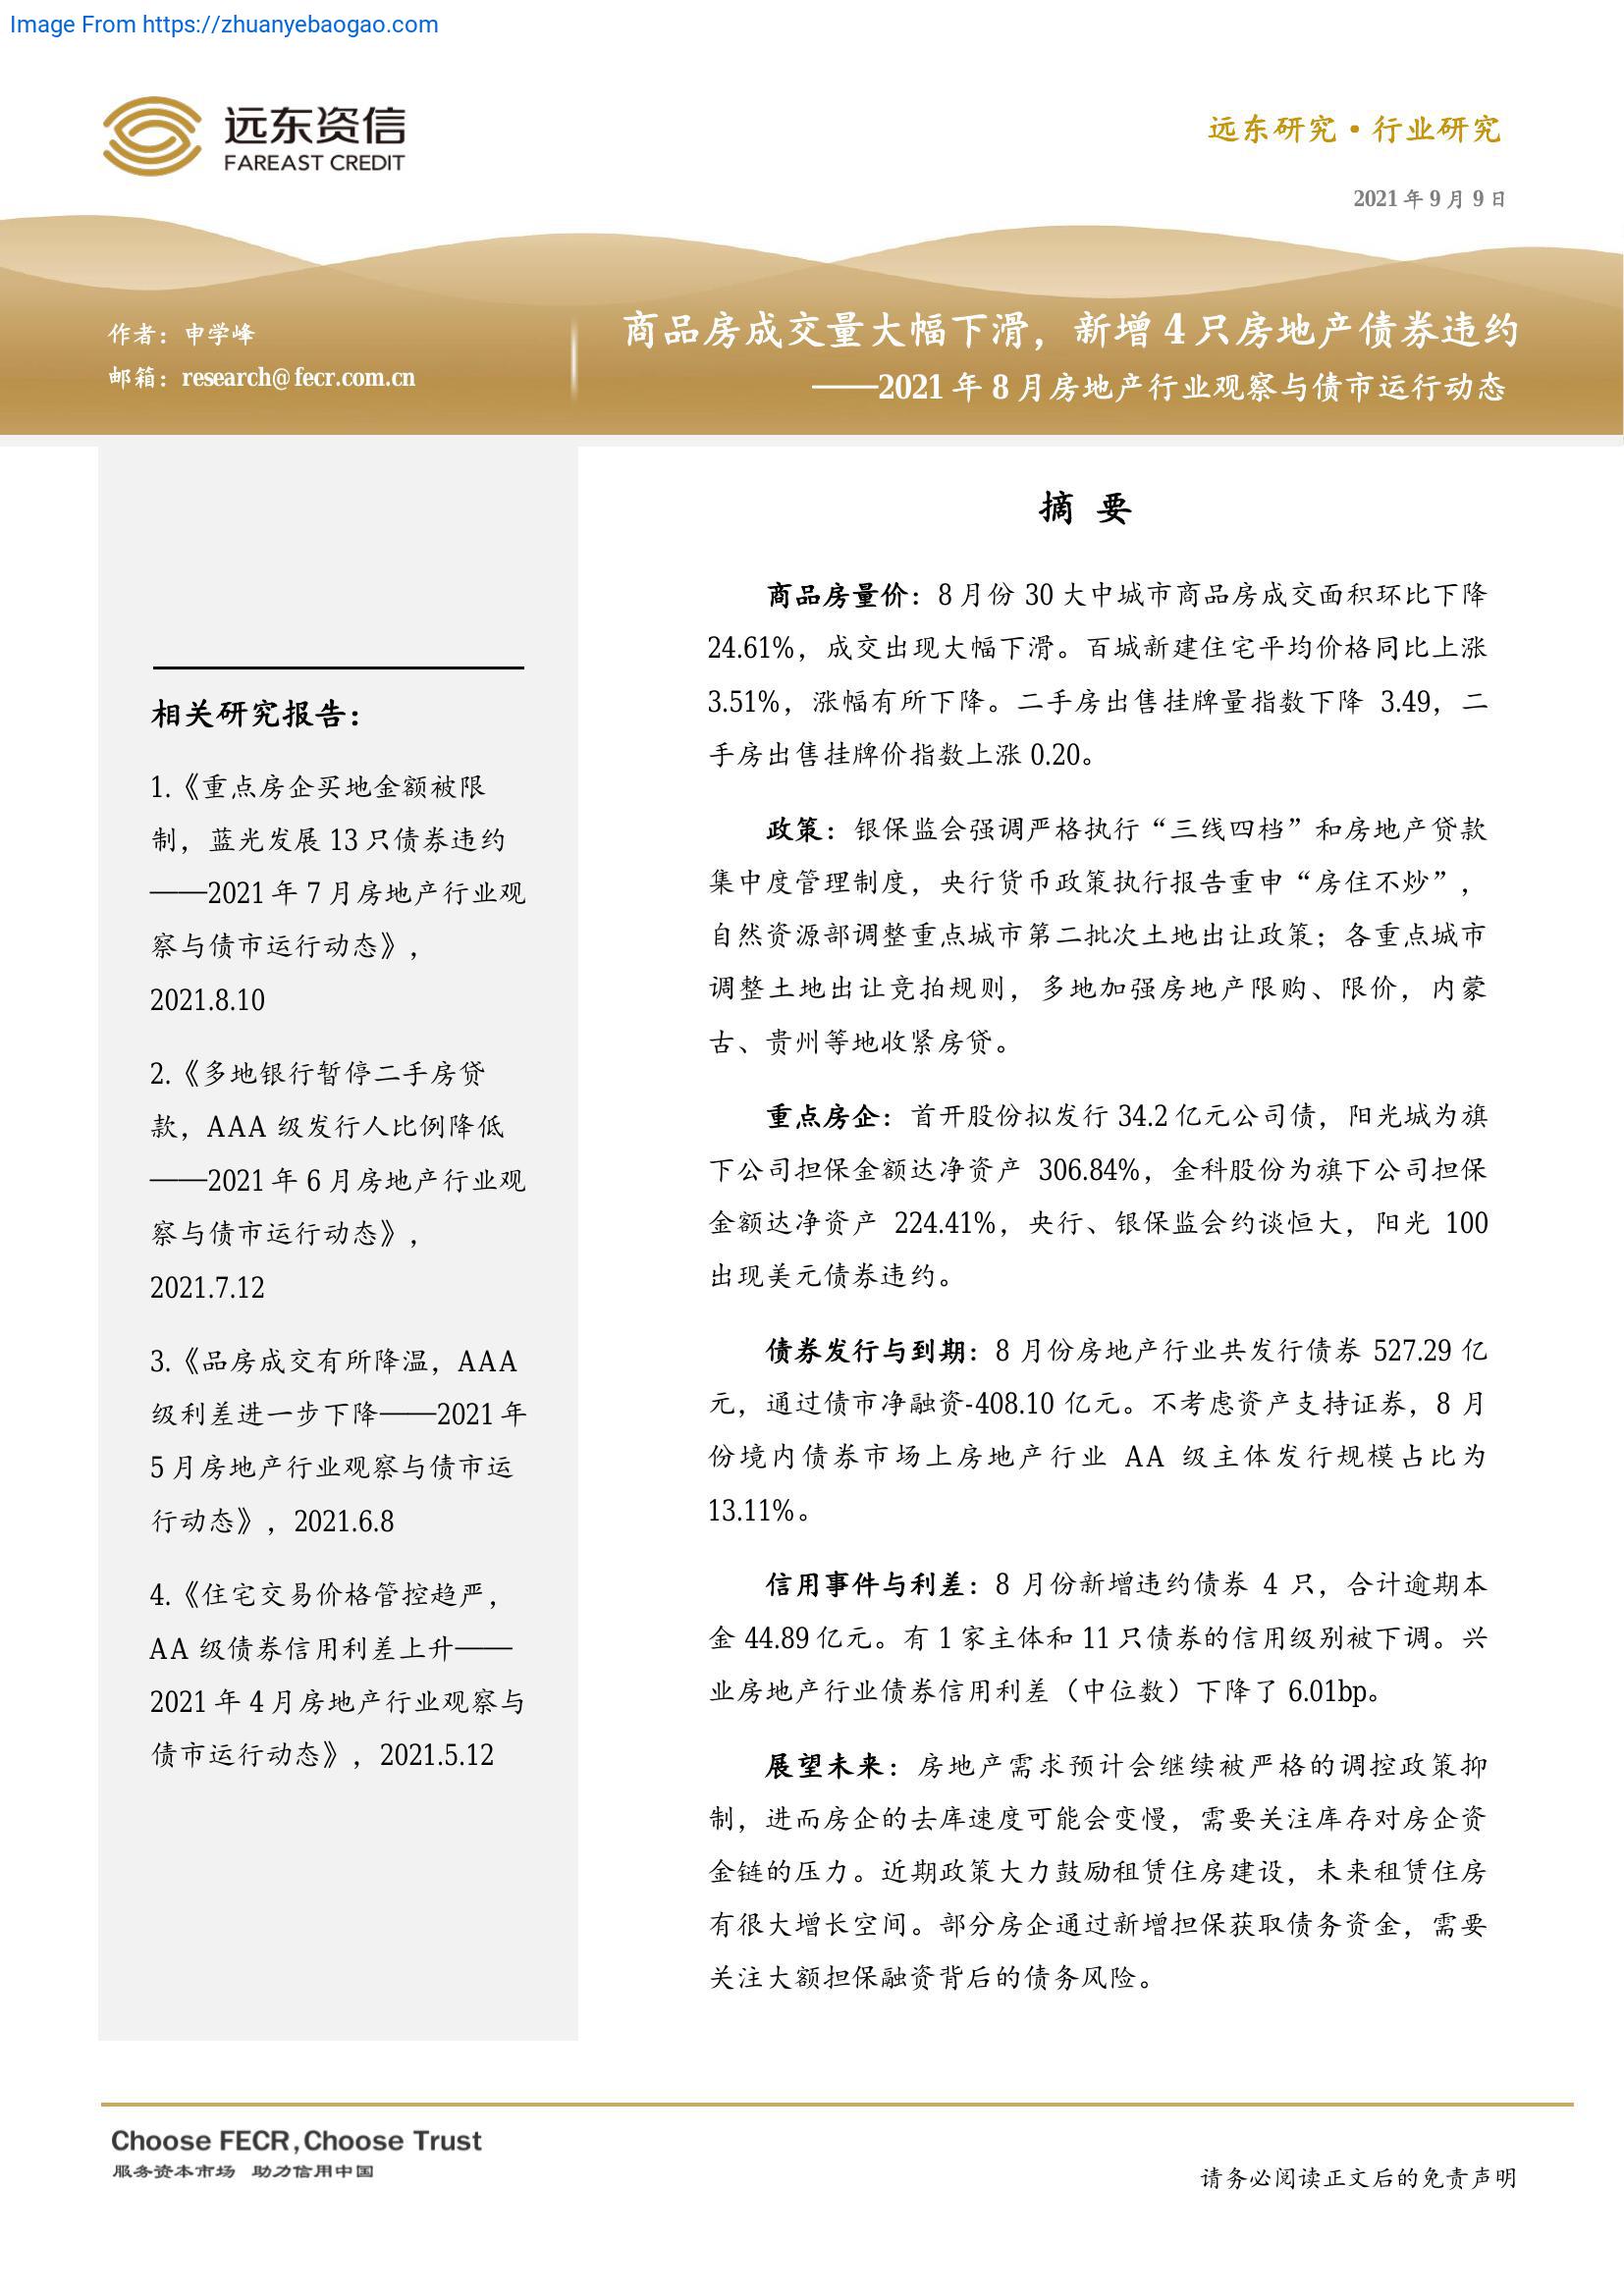 Image From https://zhuanyebaogao.com
远东资信
FAREAST CREDIT
远东研究·行业研究
2021年9月9日
作者：申学峰
邮箱：research@fecr.com.cn
商品房成交量大幅下滑，新增4只房地产债券违约
——2021年8月房地产行业观察与债市运行动态
相关研究报告：
1.《重点房企买地金额被限
制，蓝光发展13只债券违约
——2021年7月房地产行业观
察与债市运行动态》，
2021.8.10
2.《多地银行暂停二手房贷
款，AAA级发行人比例降低
——2021年6月房地产行业观
察与债市运行动态》，
2021.7.12
3.《品房成交有所降温，AAA
级利差进一步下降——2021年
5月房地产行业观察与债市运
行动态》，2021.6.8
4.《住宅交易价格管控趋严，
AA级债券信用利差上升——
2021年4月房地产行业观察与
债市运行动态》，2021.5.12
摘 要
商品房量价：8月份30大中城市商品房成交面积环比下降
24.61%，成交出现大幅下滑。百城新建住宅平均价格同比上涨
3.51%，涨幅有所下降。二手房出售挂牌量指数下降 3.49，二
手房出售挂牌价指数上涨0.20。
政策：银保监会强调严格执行“三线四档”和房地产贷款
集中度管理制度，央行货币政策执行报告重申“房住不炒”，
自然资源部调整重点城市第二批次土地出让政策；各重点城市
调整土地出让竞拍规则，多地加强房地产限购、限价，内蒙
古、贵州等地收紧房贷。
重点房企：首开股份拟发行34.2亿元公司债，阳光城为旗
下公司担保金额达净资产 306.84%，金科股份为旗下公司担保
金额达净资产 224.41%，央行、银保监会约谈恒大，阳光 100
出现美元债券违约。
债券发行与到期：8月份房地产行业共发行债券 527.29 亿
元，通过债市净融资-408.10 亿元。不考虑资产支持证券，8月
份境内债券市场上房地产行业 AA 级主体发行规模占比为
13.11%。
信用事件与利差：8月份新增违约债券 4 只，合计逾期本
金44.89亿元。有1家主体和11只债券的信用级别被下调。兴
业房地产行业债券信用利差（中位数）下降了6.01bp。
展望未来：房地产需求预计会继续被严格的调控政策抑
制，进而房企的去库速度可能会变慢，需要关注库存对房企资
金链的压力。近期政策大力鼓励租赁住房建设，未来租赁住房
有很大增长空间。部分房企通过新增担保获取债务资金，需要
关注大额担保融资背后的债务风险。
Choose FECR,Choose Trust
服务资本市场 助力信用中国
请务必阅读正文后的免责声明